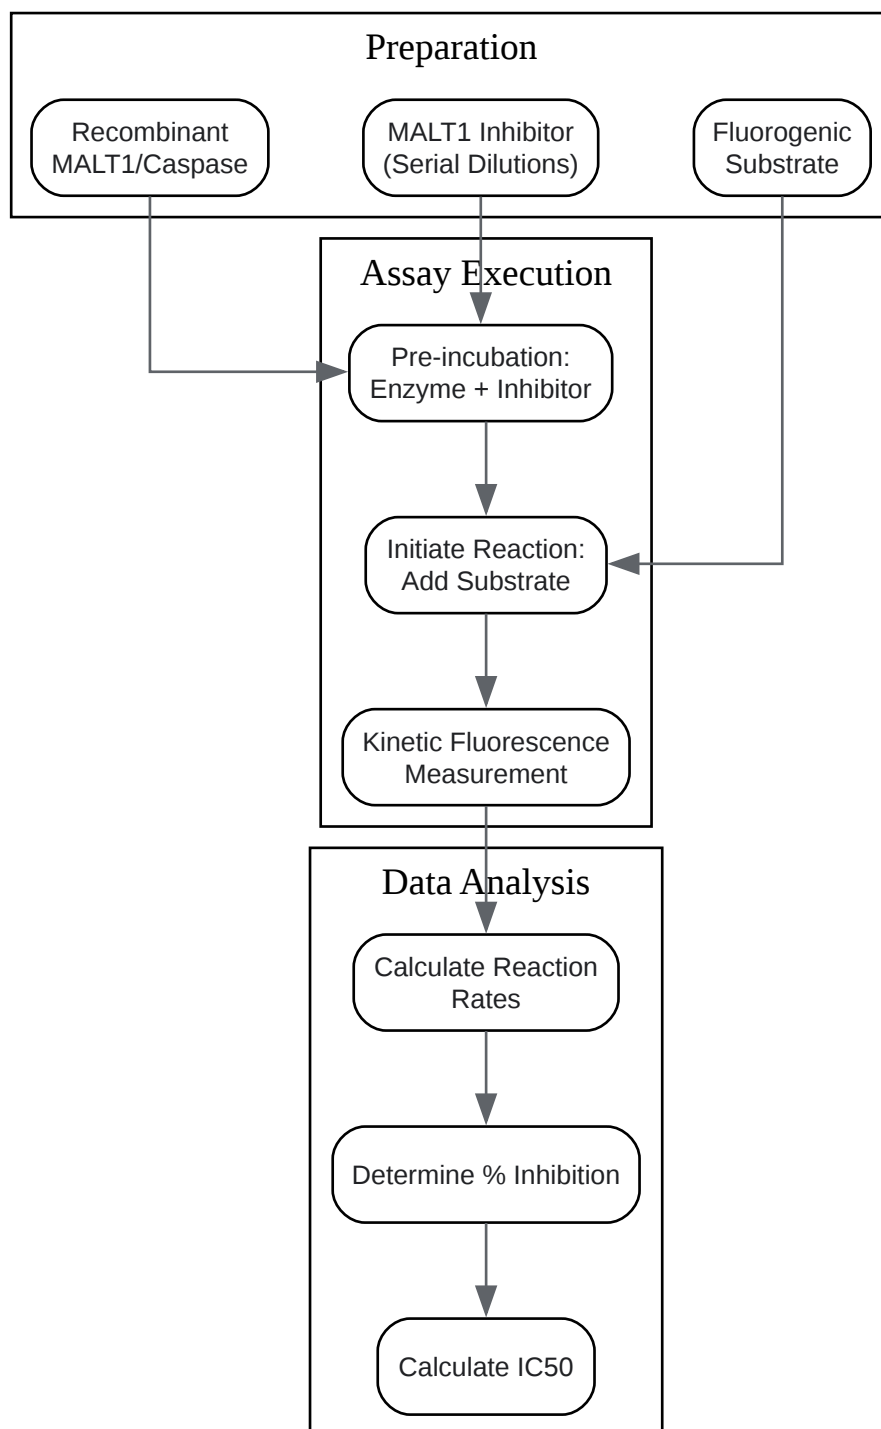 Preparation
Recombinant
MALT1/Caspase
MALT1 Inhibitor
(Serial Dilutions)
Fluorogenic
Substrate
Assay Execution
Pre-incubation:
Enzyme + Inhibitor
Initiate Reaction:
Add Substrate
Kinetic Fluorescence
Measurement
Data Analysis
Calculate Reaction
Rates
Determine % Inhibition
Calculate IC50